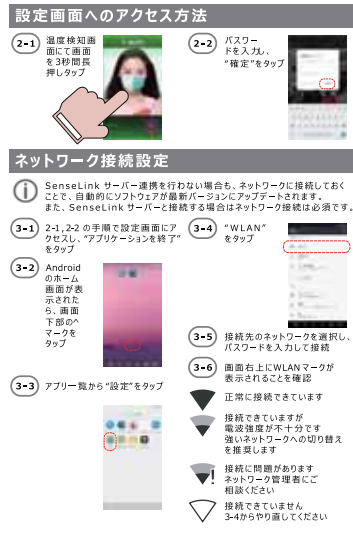 設定画面へのアクセス方法
2-1
温度検知画
面にて画面
を3秒間長
押しタップ
2-2
パスワー
ドを入力し、
"確定"をタップ
ネットワーク接続設定
SenseLink サーバー連携を行わない場合も、ネットワークに接続しておく
ことで、自動的にソフトウェアが最新バージョンにアップデートされます。
また、SenseLink サーバーと接続する場合はネットワーク接続は必須です。
3-1
2-1,2-2 の手順で設定画面にア
クセスし、"アプリケーションを終了"
をタップ
3-2
Android
のホーム
画面が表
示された
ら、画面
下部の^
マークを
タップ
3-3
アプリ一覧から"設定"をタップ
3-4
"WLAN"
をタップ
3-5
接続先のネットワークを選択し、
パスワードを入力して接続
3-6
画面右上にWLANマークが
表示されることを確認
正常に接続できています
接続できていますが
電波強度が不十分です
強いネットワークへの切り替え
を推奨します
接続に問題があります
ネットワーク管理者にご
相談ください
接続できていません
3-4からやり直してください